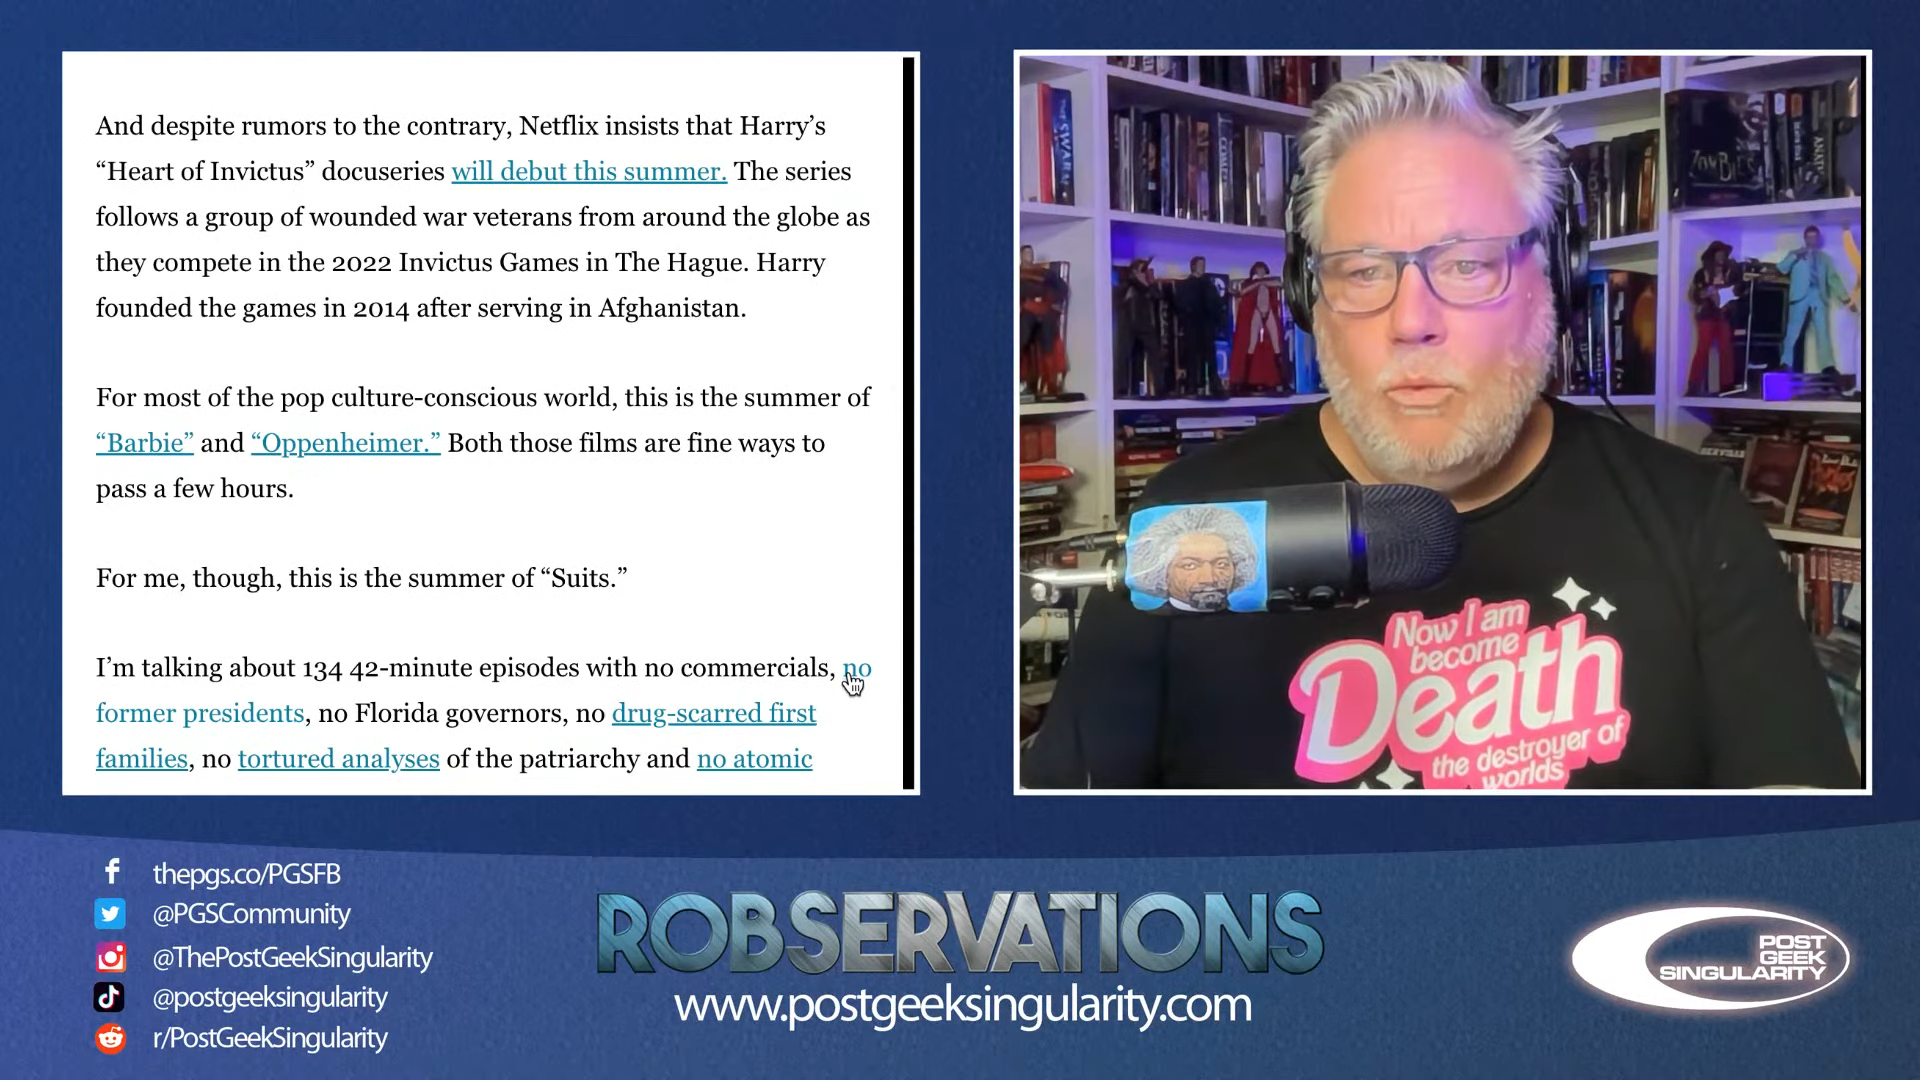 And despite rumors to the contrary, Netflix insists that Harry’s
“Heart of Invictus” docuseries will debut this summer. The series
follows a group of wounded war veterans from around the globe as
they compete in the 2022 Invictus Games in The Hague. Harry
founded the games in 2014 after serving in Afghanistan.
For most of the pop culture-conscious world, this is the summer of
“Barbie” and “Oppenheimer.” Both those films are fine ways to
pass a few hours.
For me, though, this is the summer of “Suits.”
I’m talking about 134 42-minute episodes with no commercials, no
former presidents, no Florida governors, no drug-scarred first
families, no tortured analyses of the patriarchy and no atomic
THE SWARM
ZOMBIES
Now I am
become
Death
the destroyer of
worlds
f thepgs.co/PGSFB
@PGSCommunity
@ThePostGeekSingularity
@postgeeksingularity
r/PostGeekSingularity
ROBSERVATIONS
www.postgeeksingularity.com
POST
GEEK
SINGULARITY